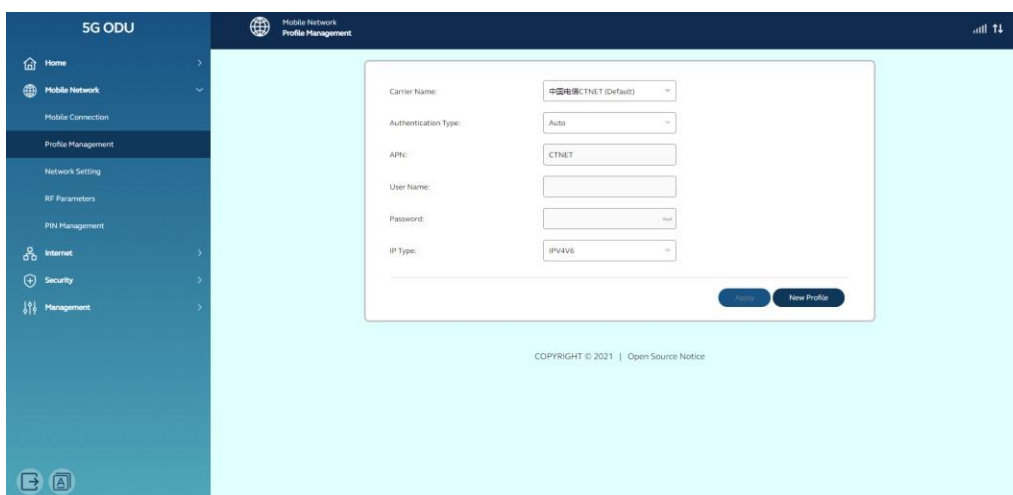 5G ODU
Mobile Network
Profile Management
Home
Mobile Network
Mobile Connection
Profile Management
Network Setting
RF Parameters
PIN Management
Internet
Security
Management
Carrier Name: 中国电信CTNET (Default)
Authentication Type: Auto
APN: CTNET
User Name:
Password:
IP Type: IPV4V6
Apply New Profile
COPYRIGHT © 2021 | Open Source Notice
A